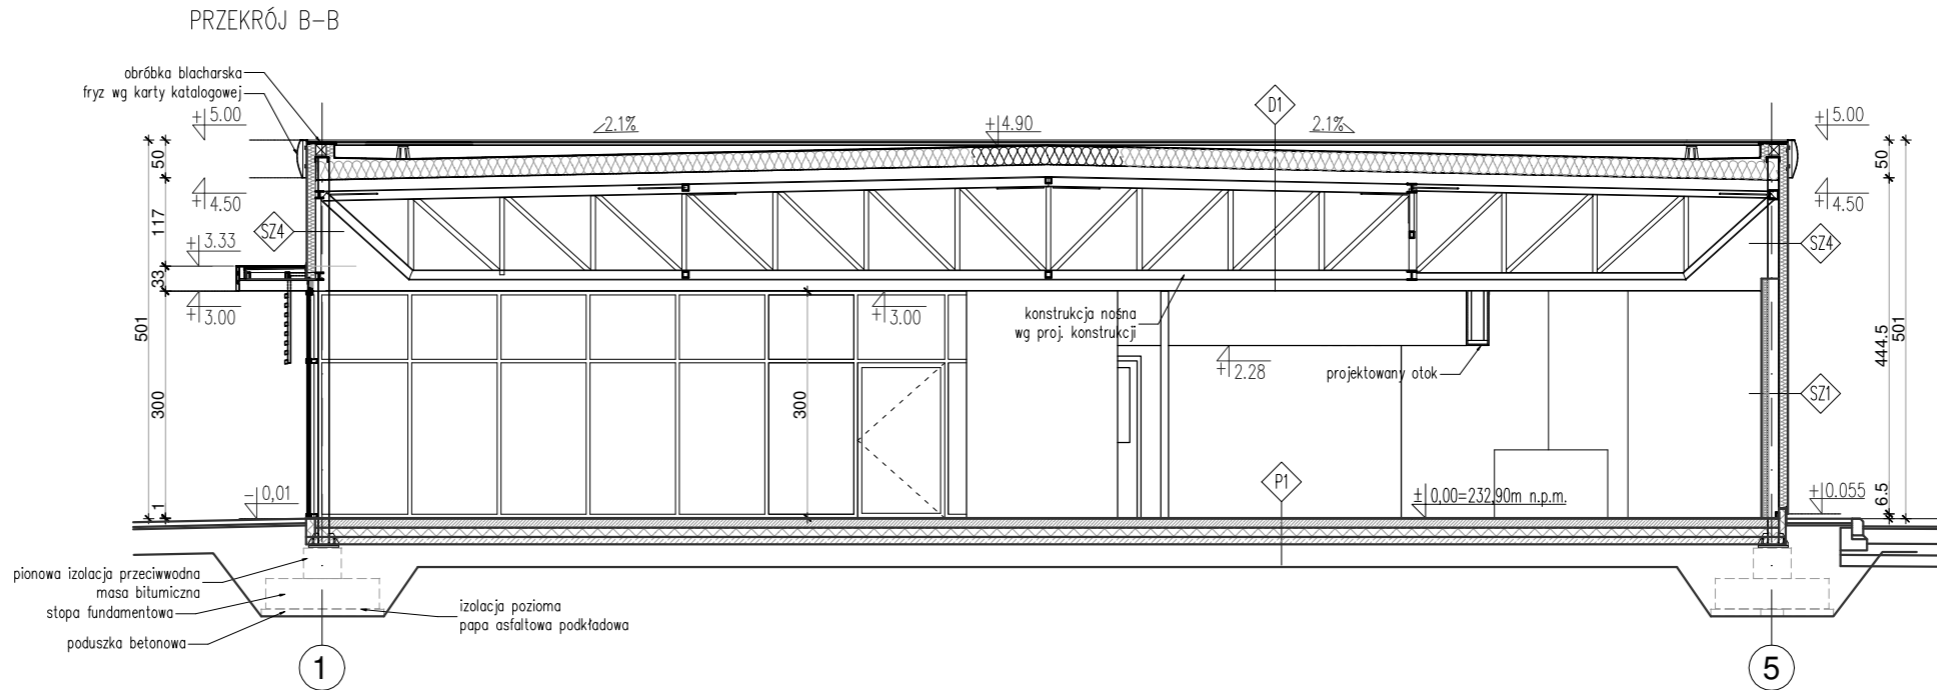 PRZEKRÓJ B-B
obróbka blacharska
fryz wg karty katalogowej
+5.00
2.1%
+4.90
D1
2.1%
+5.00
50
+4.50
117
SZ4
+3.33
33
+3.00
501
300
1
-0,01
300
+3.00
konstrukcja nośna
wg proj. konstrukcji
+2.28
projektowany otok
P1
±0,00=232,90m n.p.m.
50
+4.50
SZ4
444.5
501
SZ1
+0.055
6.5
pionowa izolacja przeciwwodna
masa bitumiczna
stopa fundamentowa
poduszka betonowa
izolacja pozioma
papa asfaltowa podkładowa
1
5